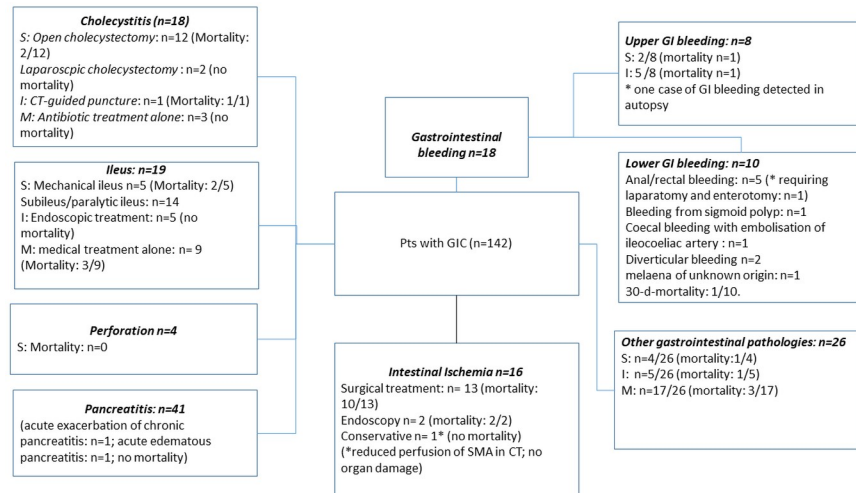 Cholecystitis (n=18)
S: Open cholecystectomy: n=12 (Mortality:
2/12)
Laparoscpic cholecystectomy : n=2 (no
mortality)
I: CT-guided puncture: n=1 (Mortality: 1/1)
M: Antibiotic treatment alone: n=3 (no
mortality)
Ileus: n=19
S: Mechanical ileus n=5 (Mortality: 2/5)
Subileus/paralytic ileus: n=14
I: Endoscopic treatment: n=5 (no
mortality)
M: medical treatment alone: n= 9
(Mortality: 3/9)
Perforation n=4
S: Mortality: n=0
Pancreatitis: n=41
(acute exacerbation of chronic
pancreatitis: n=1; acute edematous
pancreatitis: n=1; no mortality)
Gastrointestinal
bleeding n=18
Pts with GIC (n=142)
Intestinal Ischemia n=16
Surgical treatment: n= 13 (mortality:
10/13)
Endoscopy n= 2 (mortality: 2/2)
Conservative n= 1* (no mortality)
(*reduced perfusion of SMA in CT; no
organ damage)
Upper GI bleeding: n=8
S: 2/8 (mortality n=1)
I: 5 /8 (mortality n=1)
* one case of GI bleeding detected in
autopsy
Lower GI bleeding: n=10
Anal/rectal bleeding: n=5 (* requiring
laparatomy and enterotomy: n=1)
Bleeding from sigmoid polyp: n=1
Coecal bleeding with embolisation of
ileocoeliac artery : n=1
Diverticular bleeding n=2
melaena of unknown origin: n=1
30-d-mortality: 1/10.
Other gastrointestinal pathologies: n=26
S: n=4/26 (mortality:1/4)
I: n=5/26 (mortality: 1/5)
M: n=17/26 (mortality: 3/17)